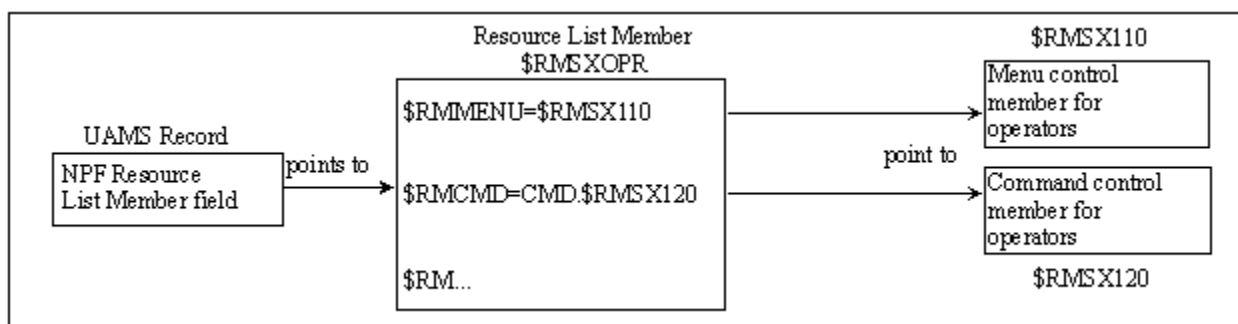 UAMS Record
NPF Resource
List Member field
points to
Resource List Member
$RMSXOPR
$RMMENU=$RMSX110
$RMCMD=CMD.$RMSX120
$RM...
point to
$RMSX110
Menu control
member for
operators
Command control
member for
operators
$RMSX120